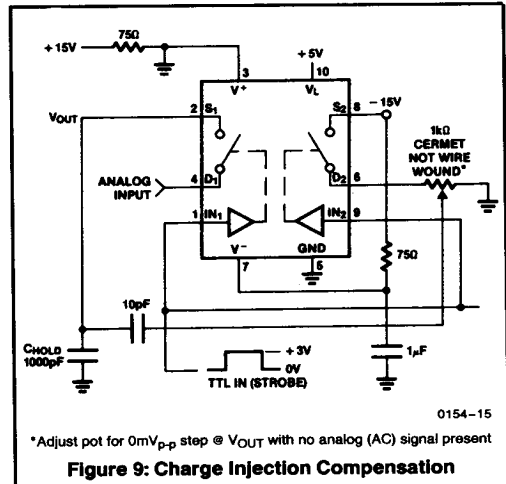 + 15V
75Ω
+ 5V
3
10
V+
VL
2
S1
S2
8
- 15V
VOUT
1kΩ
CERMET
NOT WIRE
WOUND*
ANALOG
INPUT
4
D1
D2
6
1
IN1
IN2
9
V−
GND
7
5
75Ω
10pF
CHOLD
1000pF
+ 3V
0V
TTL IN (STROBE)
1μF
0154-15
*Adjust pot for 0mVp-p step @ VOUT with no analog (AC) signal present
Figure 9: Charge Injection Compensation